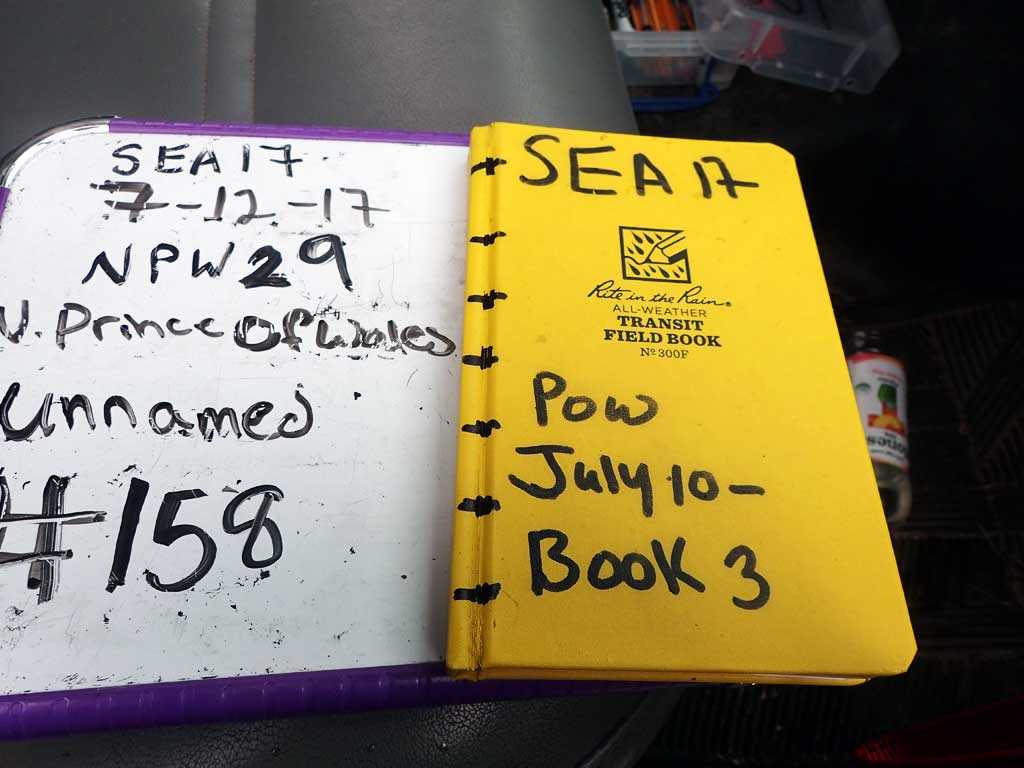 SEA17
7-12-17
NPW29
N. Prince of Wales
Unnamed
#158
SEA 17
Rite in the Rain®
ALL-WEATHER
TRANSIT
FIELD BOOK
Nº 300F
POW
July 10-
BOOK 3